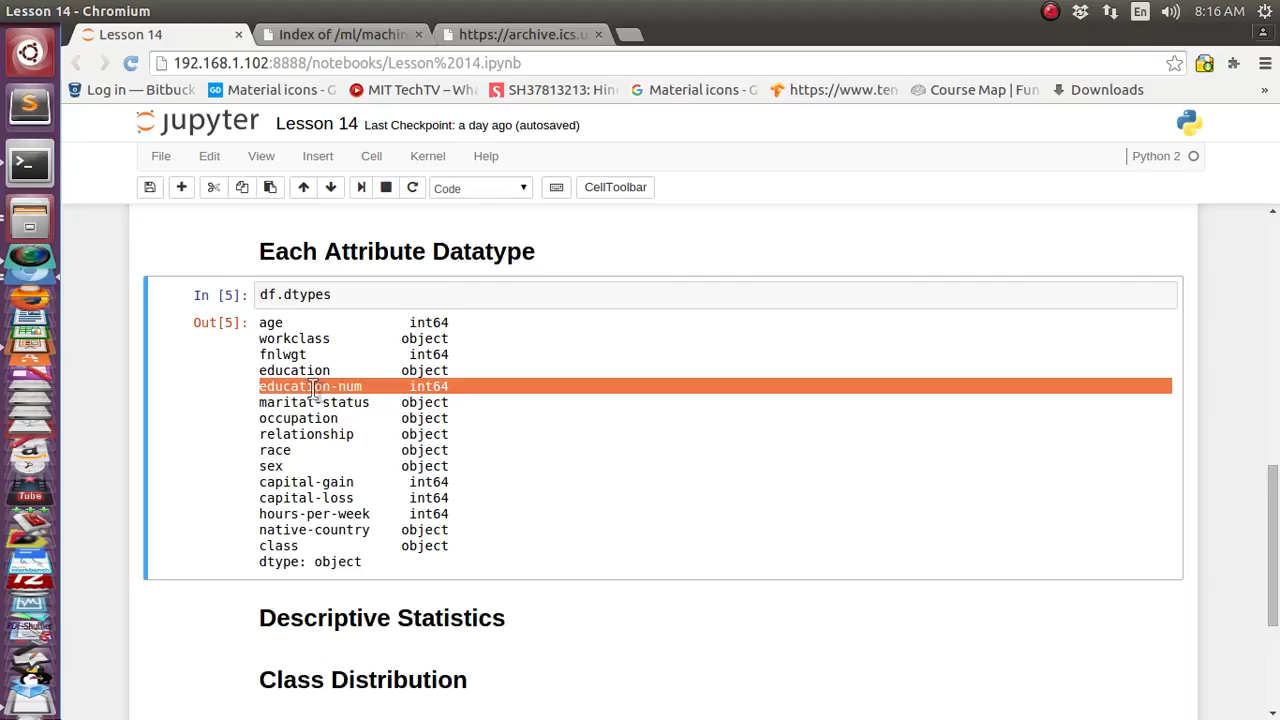 Lesson 14 - Chromium
En
8:16 AM
Lesson 14
Index of /ml/machin
https://archive.ics.u
192.168.1.102:8888/notebooks/Lesson%2014.ipynb
Log in — Bitbuck
Material icons - G
MIT TechTV – Wa
SH37813213: Hin
Material icons - G
https://www.ten
Course Map | Fun
Downloads
»
jupyter
Lesson 14
Last Checkpoint: a day ago (autosaved)
File
Edit
View
Insert
Cell
Kernel
Help
Python 2
Code
CellToolbar
Each Attribute Datatype
In [5]:
df.dtypes
Out[5]:
age int64
workclass object
fnlwgt int64
education object
education-num int64
marital-status object
occupation object
relationship object
race object
sex object
capital-gain int64
capital-loss int64
hours-per-week int64
native-country object
class object
dtype: object
Descriptive Statistics
Class Distribution